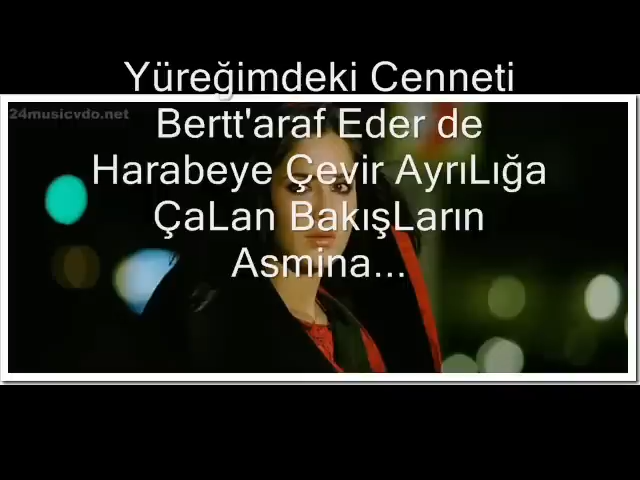 Yüreğimdeki Cenneti
24musicvdo.net
Bertt'araf Eder de
Harabeye Çevir AyrıLığa
ÇaLan BakışLarın
Asmina...